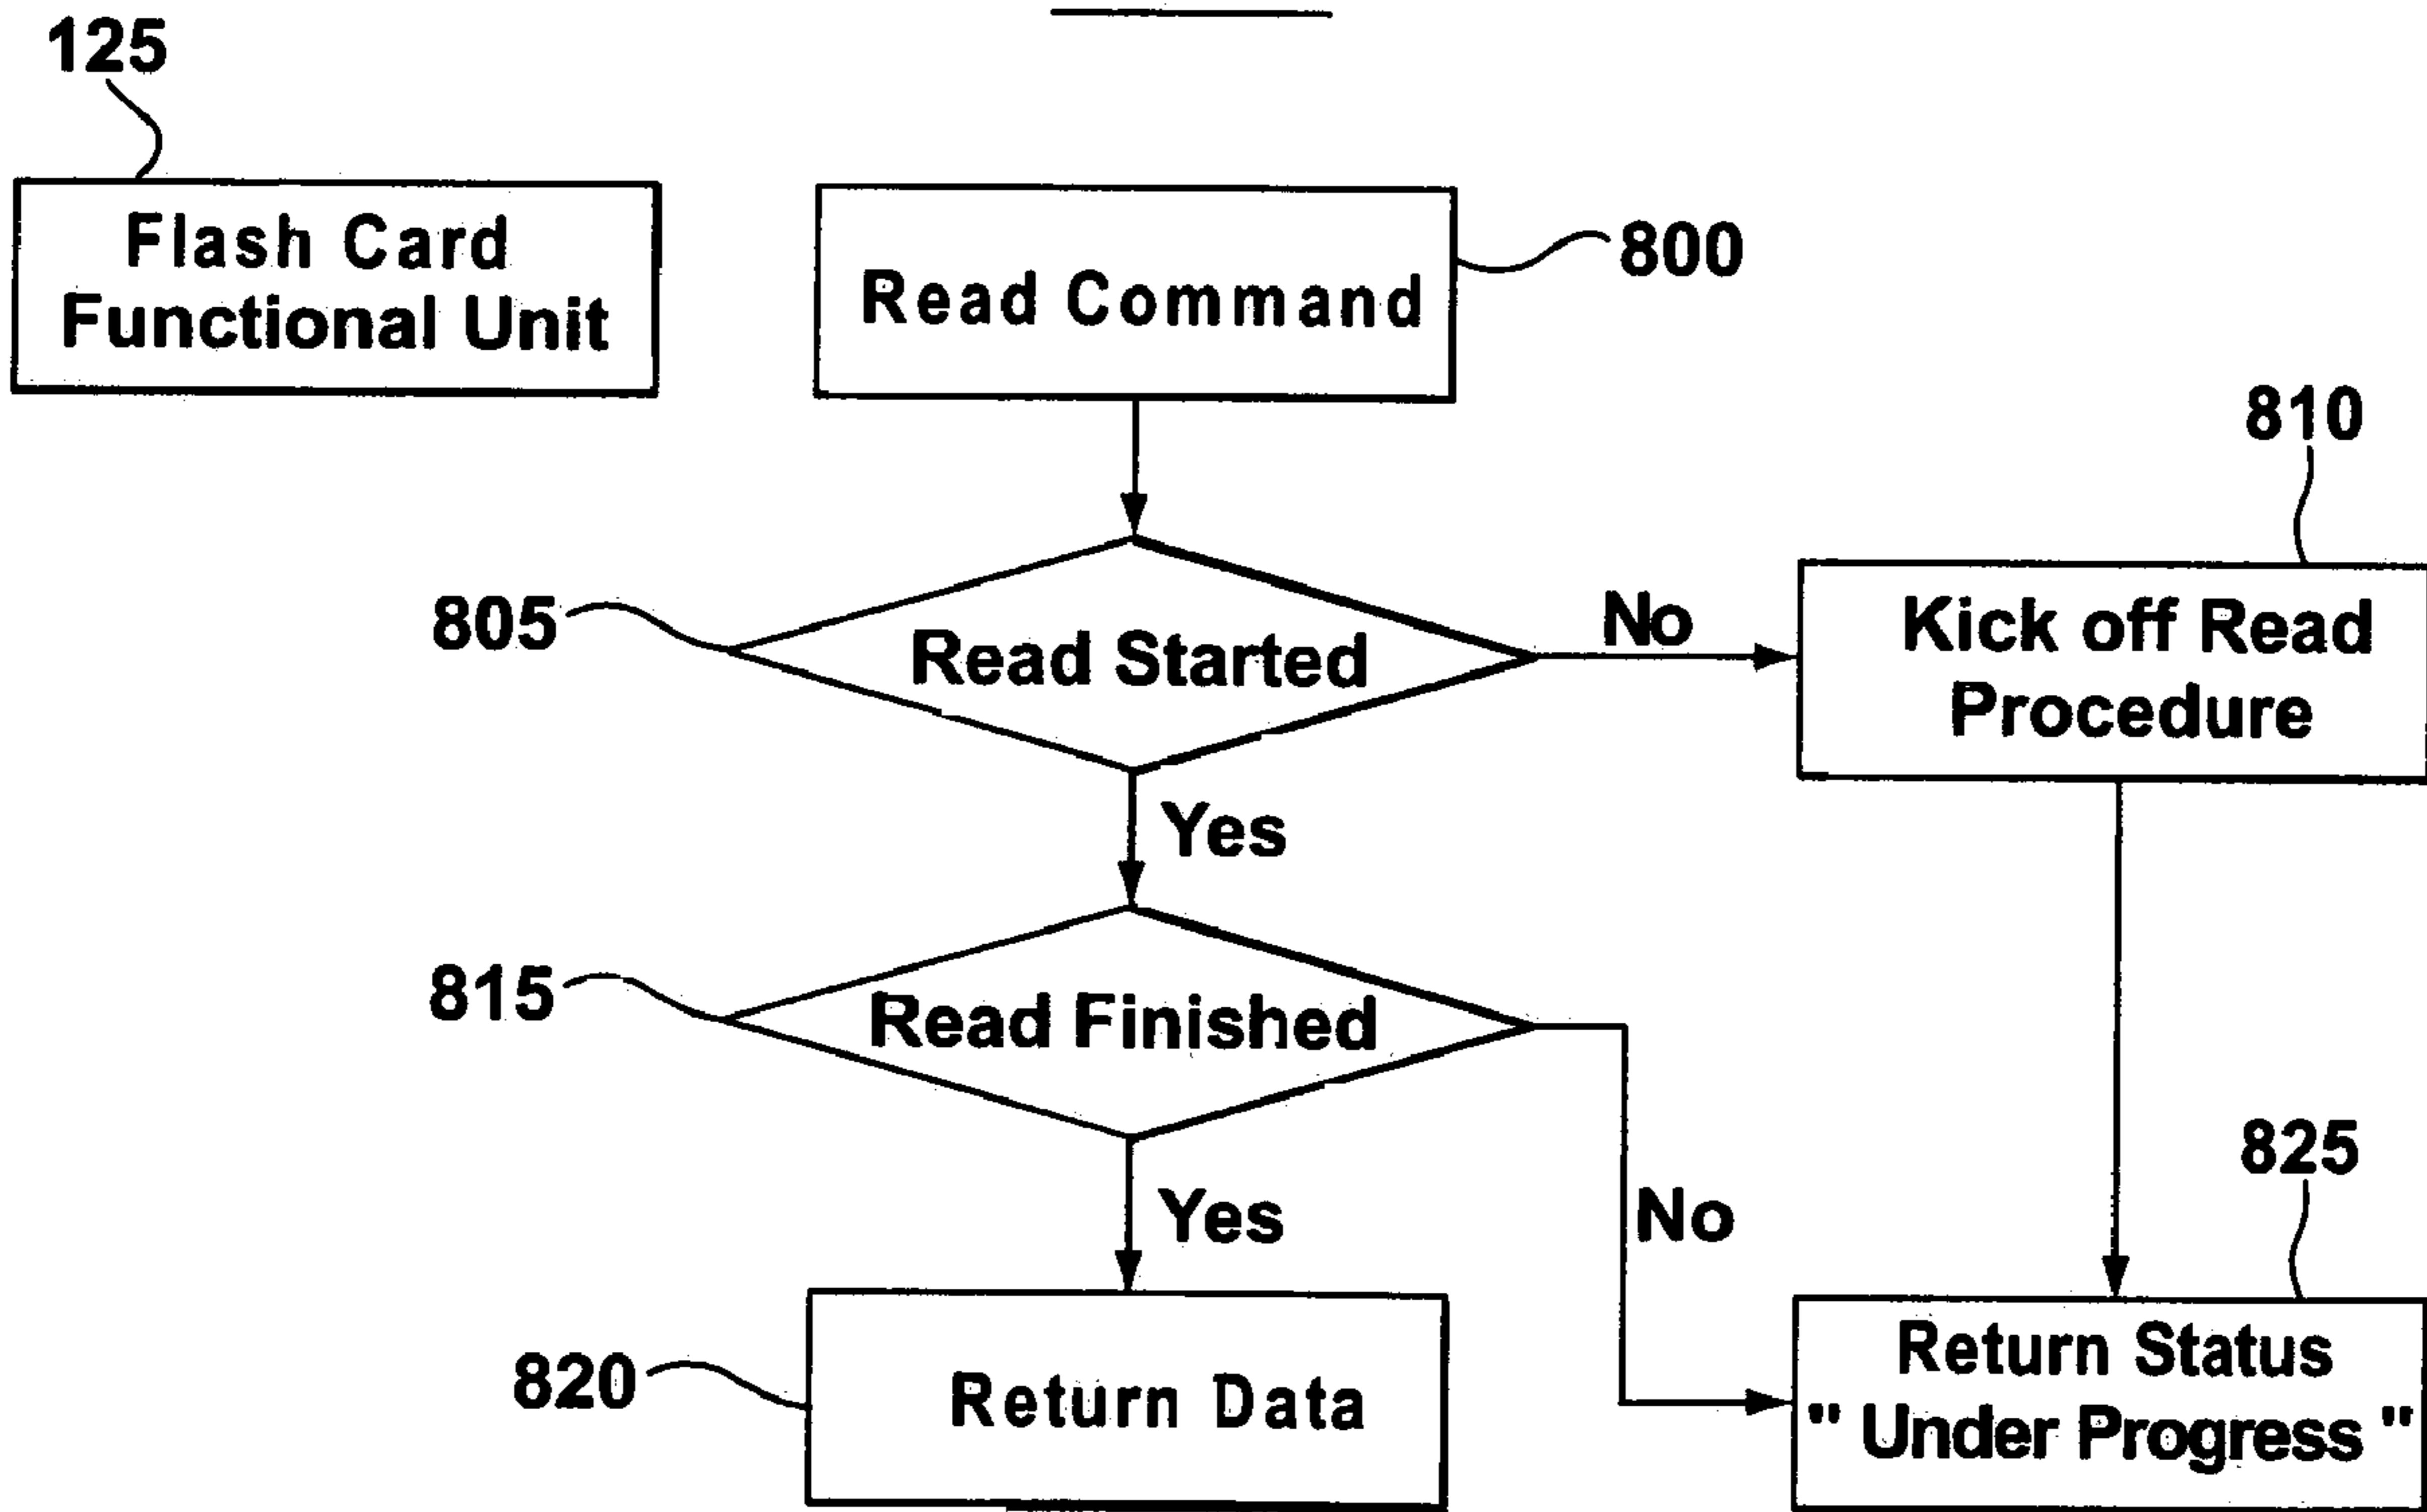 125
Flash Card
Functional Unit
Read Command
800
810
805
Read Started
No
Kick off Read
Procedure
Yes
815
Read Finished
825
Yes
No
820
Return Data
Return Status
" Under Progress "